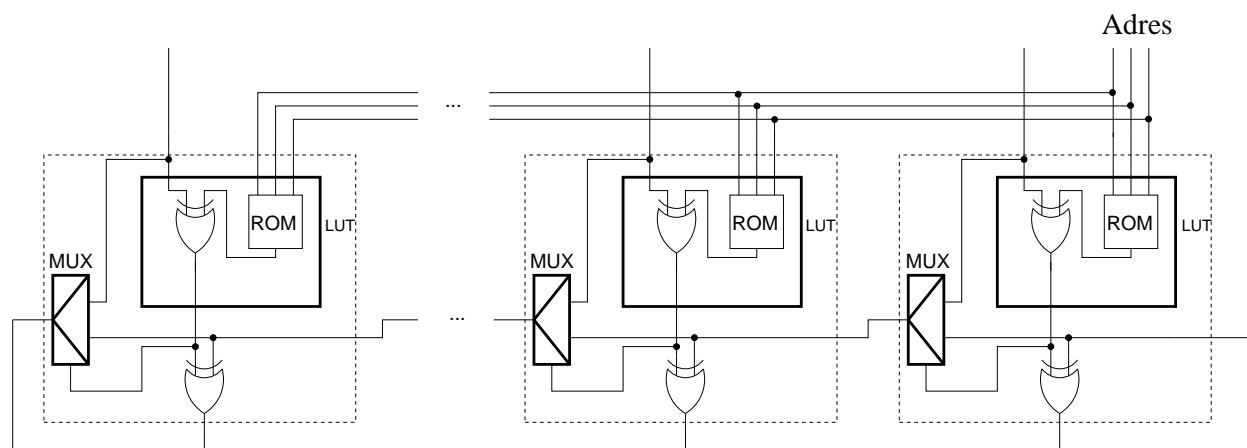 Adres
...
ROM LUT ROM LUT ROM LUT
MUX MUX MUX
...